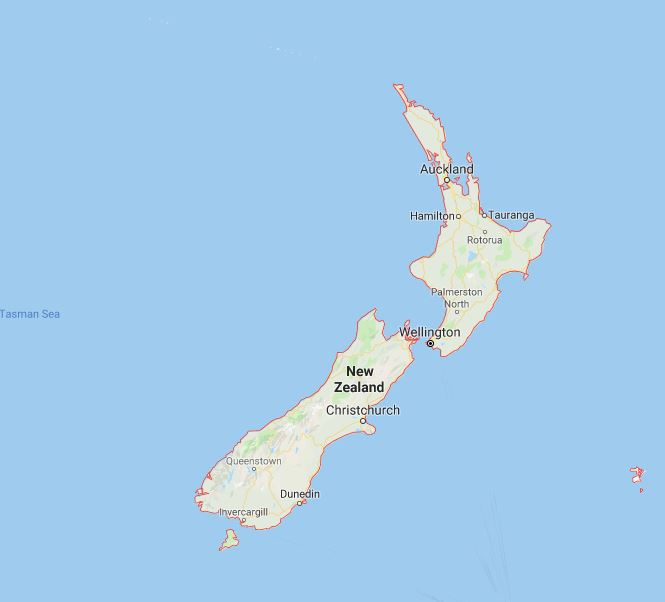 Auckland
Hamilton
Tauranga
Rotorua
Palmerston
North
Tasman Sea
Wellington
New
Zealand
Christchurch
Queenstown
Dunedin
Invercargill